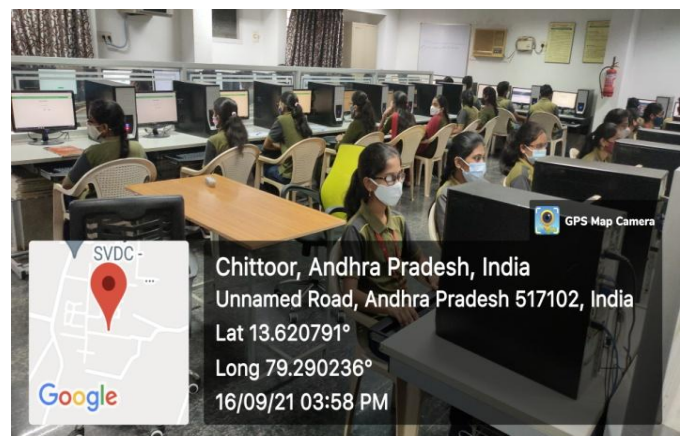 GPS Map Camera
SVDC -
...
Google
Chittoor, Andhra Pradesh, India
Unnamed Road, Andhra Pradesh 517102, India
Lat 13.620791°
Long 79.290236°
16/09/21 03:58 PM